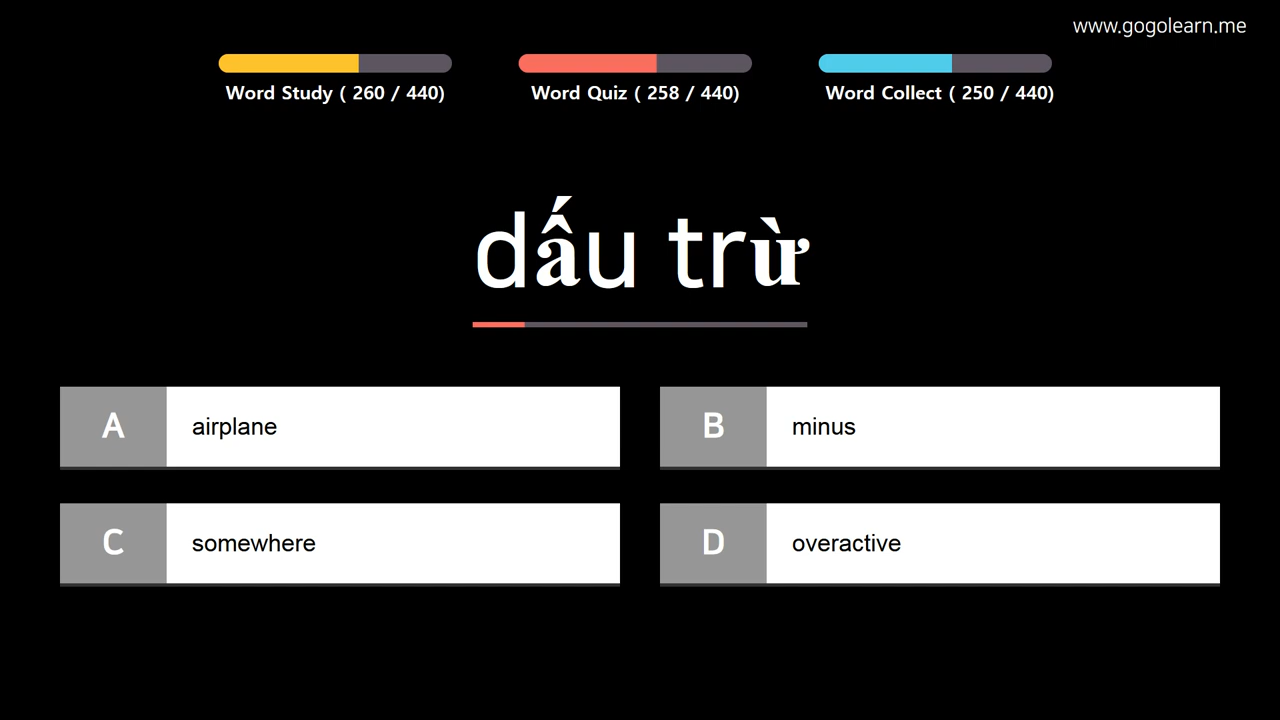 www.gogolearn.me
Word Study ( 260 / 440)
Word Quiz ( 258 / 440)
Word Collect ( 250 / 440)
dấu trừ
A airplane
B minus
C somewhere
D overactive